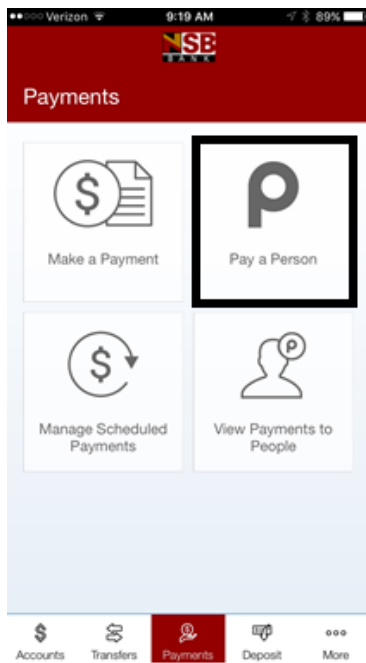 Verizon 9:19 AM 89%
NSB
BANK
Payments
$
P
Make a Payment Pay a Person
$
P
Manage Scheduled View Payments to
Payments People
$
Accounts Transfers Payments Deposit More